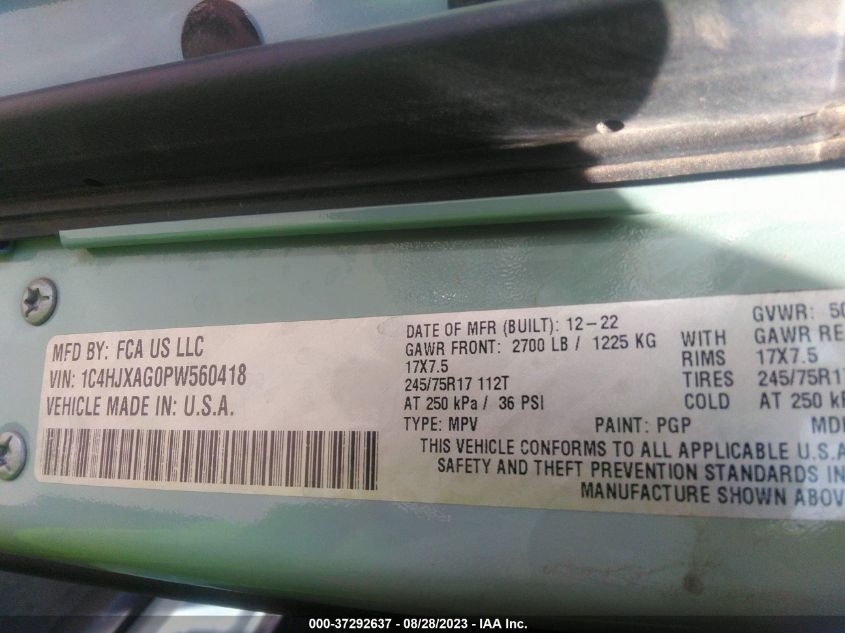 MFD BY: FCA US LLC
VIN: 1C4HJXAG0PW560418
VEHICLE MADE IN: U.S.A.
DATE OF MFR (BUILT): 12-22
GAWR FRONT: 2700 LB / 1225 KG
17X7.5
245/75R17 112T
AT 250 kPa / 36 PSI
WITH
RIMS
TIRES
COLD
GVWR: 50
GAWR RE
17X7.5
245/75R17
AT 250 k
TYPE: MPV PAINT: PGP MD
THIS VEHICLE CONFORMS TO ALL APPLICABLE U.S.A
SAFETY AND THEFT PREVENTION STANDARDS IN
MANUFACTURE SHOWN ABOV
000-37292637 - 08/28/2023 - IAA Inc.